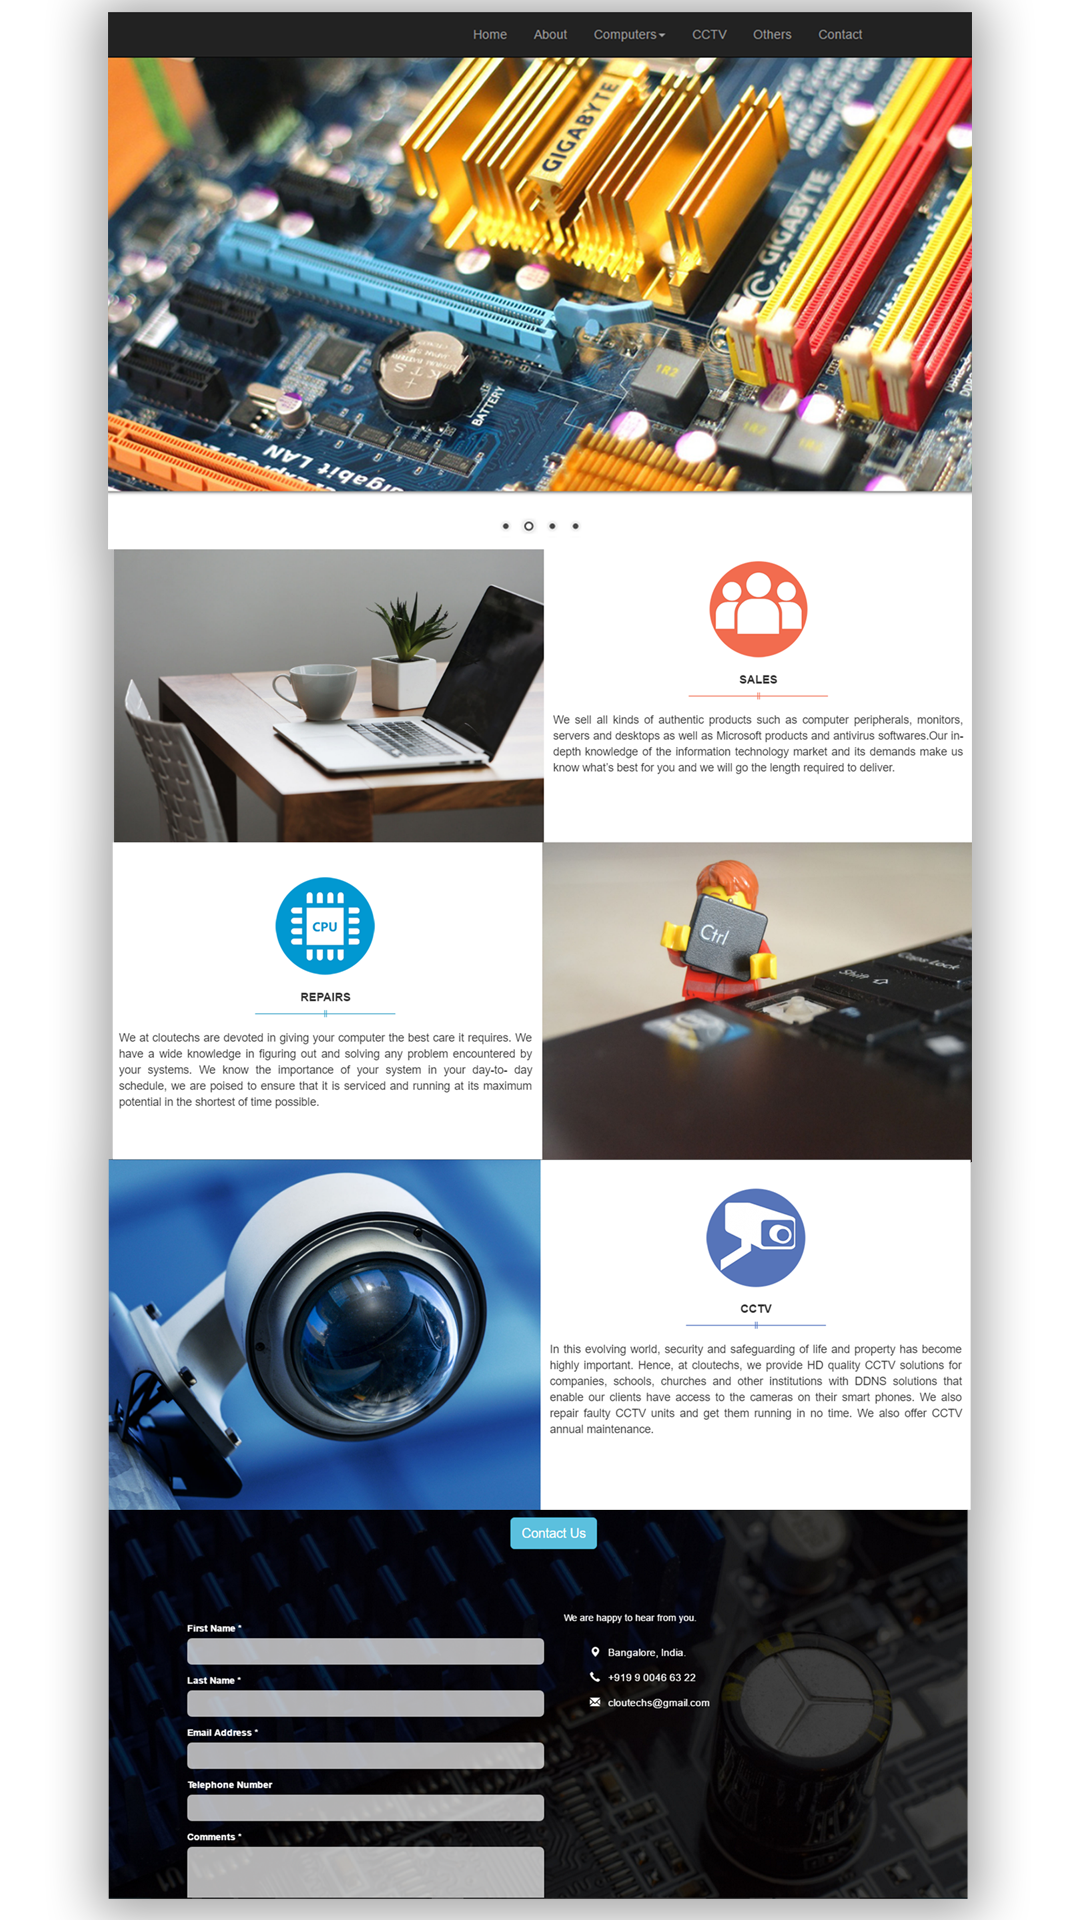 Home About Computers CCTV Others Contact
GIGABYTE
© GIGABYTE
1R2
KTS
BATTERY
1R2
Gigabit LAN
SALES
We sell all kinds of authentic products such as computer peripherals, monitors,
servers and desktops as well as Microsoft products and antivirus softwares.Our in-
depth knowledge of the information technology market and its demands make us
know what's best for you and we will go the length required to deliver.
CPU
REPAIRS
We at cloutechs are devoted in giving your computer the best care it requires. We
have a wide knowledge in figuring out and solving any problem encountered by
your systems. We know the importance of your system in your day-to- day
schedule, we are poised to ensure that it is serviced and running at its maximum
potential in the shortest of time possible.
Ctrl
Caps Lock
Shift
CCTV
In this evolving world, security and safeguarding of life and property has become
highly important. Hence, at cloutechs, we provide HD quality CCTV solutions for
companies, schools, churches and other institutions with DDNS solutions that
enable our clients have access to the cameras on their smart phones. We also
repair faulty CCTV units and get them running in no time. We also offer CCTV
annual maintenance.
Contact Us
We are happy to hear from you.
Bangalore, India.
+919 9 0046 63 22
cloutechs@gmail.com
First Name *
Last Name *
Email Address *
Telephone Number
Comments *